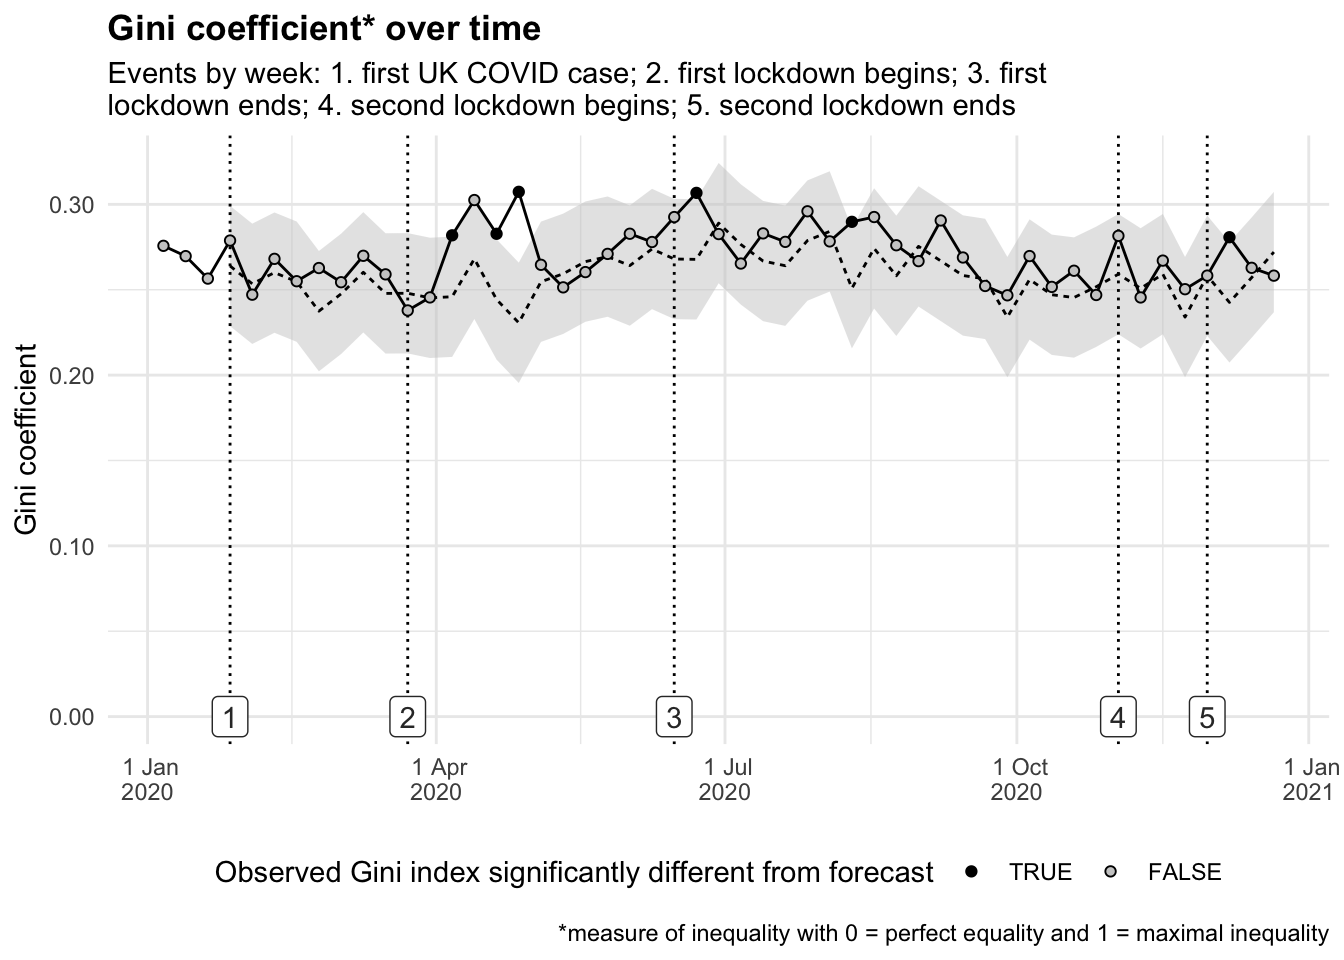 Gini coefficient* over time
Events by week: 1. first UK COVID case; 2. first lockdown begins; 3. first
lockdown ends; 4. second lockdown begins; 5. second lockdown ends
Gini coefficient
0.30
0.20
0.10
0.00
1
2
3
4
5
1 Jan
2020
1 Apr
2020
1 Jul
2020
1 Oct
2020
1 Jan
2021
Observed Gini index significantly different from forecast TRUE FALSE
*measure of inequality with 0 = perfect equality and 1 = maximal inequality